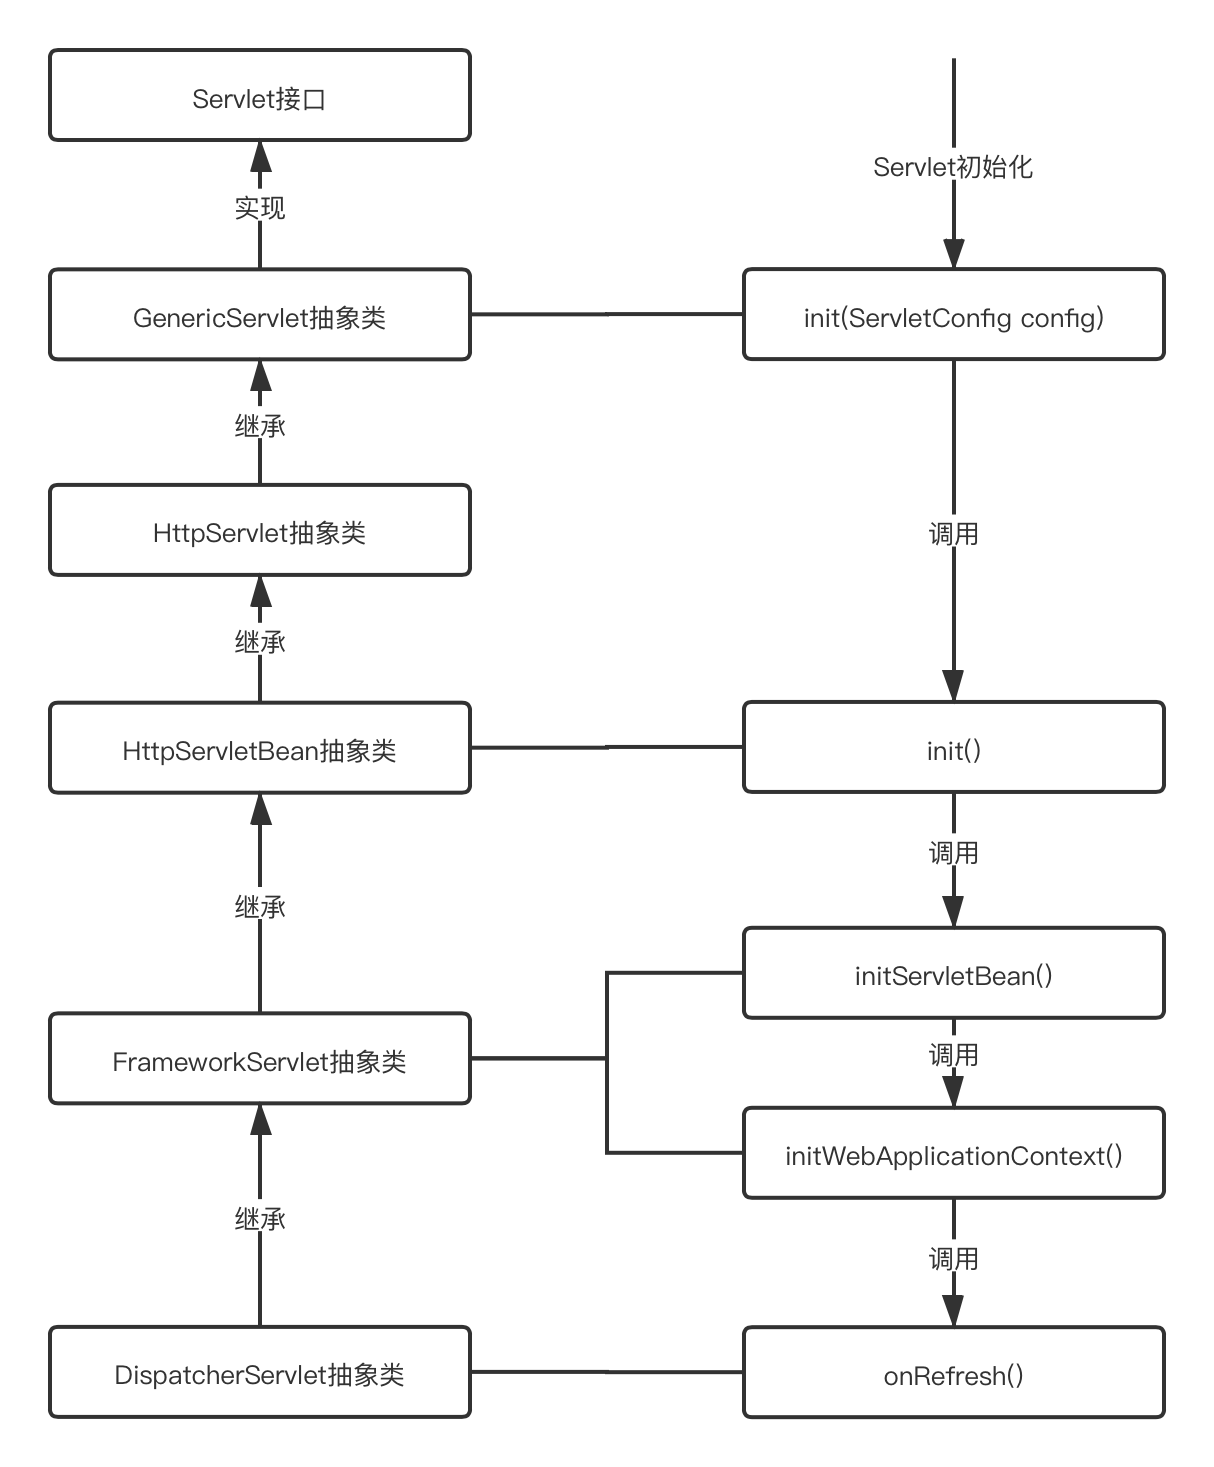 Servlet接口
实现
GenericServlet抽象类
继承
HttpServlet抽象类
继承
HttpServletBean抽象类
继承
FrameworkServlet抽象类
继承
DispatcherServlet抽象类
Servlet初始化
init(ServletConfig config)
调用
init()
调用
initServletBean()
调用
initWebApplicationContext()
调用
onRefresh()